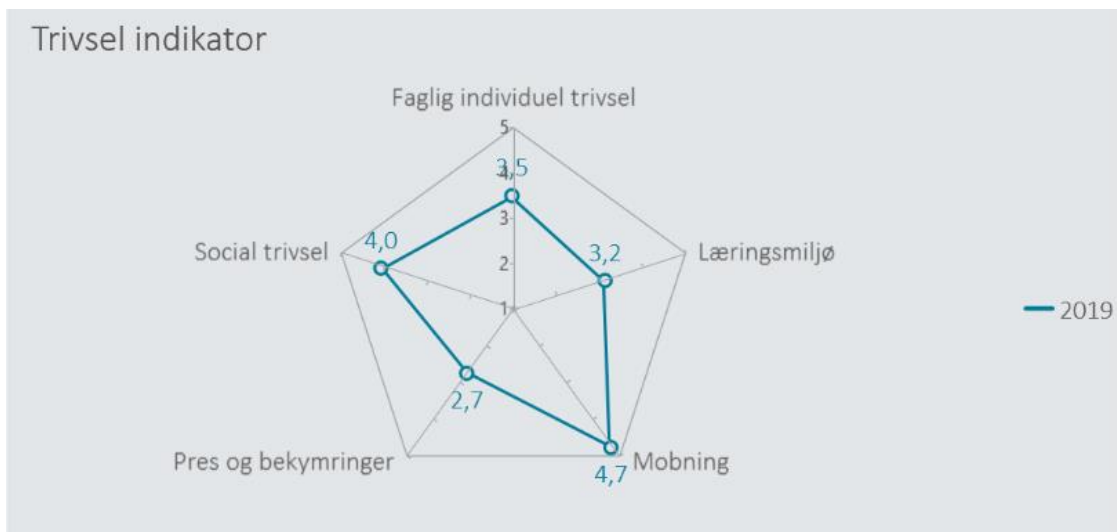 Trivsel indikator
Faglig individuel trivsel
5
3,5
4
3
2
1
Social trivsel
4,0
3,2
Læringsmiljø
2019
2,7
Pres og bekymringer
Mobning
4,7